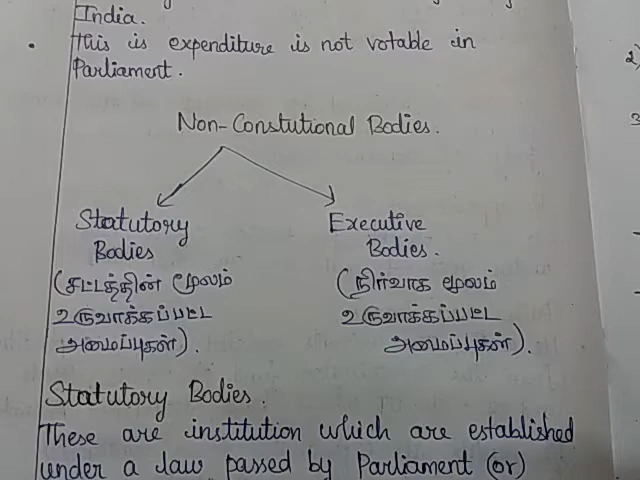 India.
This is expenditure is not votable in
Parliament.
Non-Constutional Bodies.
Statutory
Bodies
(சட்டத்தின் மூலம்
உருவாக்கப்பட்ட
அமைப்புகள்).
Executive
Bodies.
(நிர்வாக மூலம்
உருவாக்கப்பட்ட
அமைப்புகள்).
Statutory Bodies.
These are institution which are established
under a law passed by Parliament (or)
2)
3